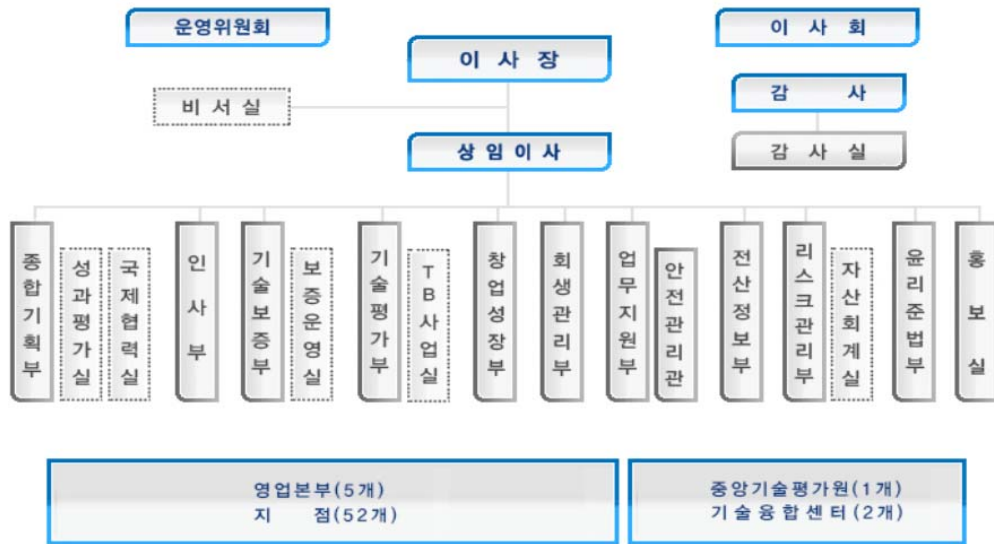 운영위원회
이 사 회
이 사 장
감 사
비 서 실
상 임 이 사
감 사 실
종합기획부
성과평가실
국제협력실
인사부
기술보증부
보증운영실
기술평가부
TB사업실
창업성장부
회생관리부
업무지원부
안전관리관
전산정보부
리스크관리부
자산회계실
윤리준법부
홍보실
영업본부(5개)
지 점(52개)
중앙기술평가원(1개)
기술융합센터(2개)